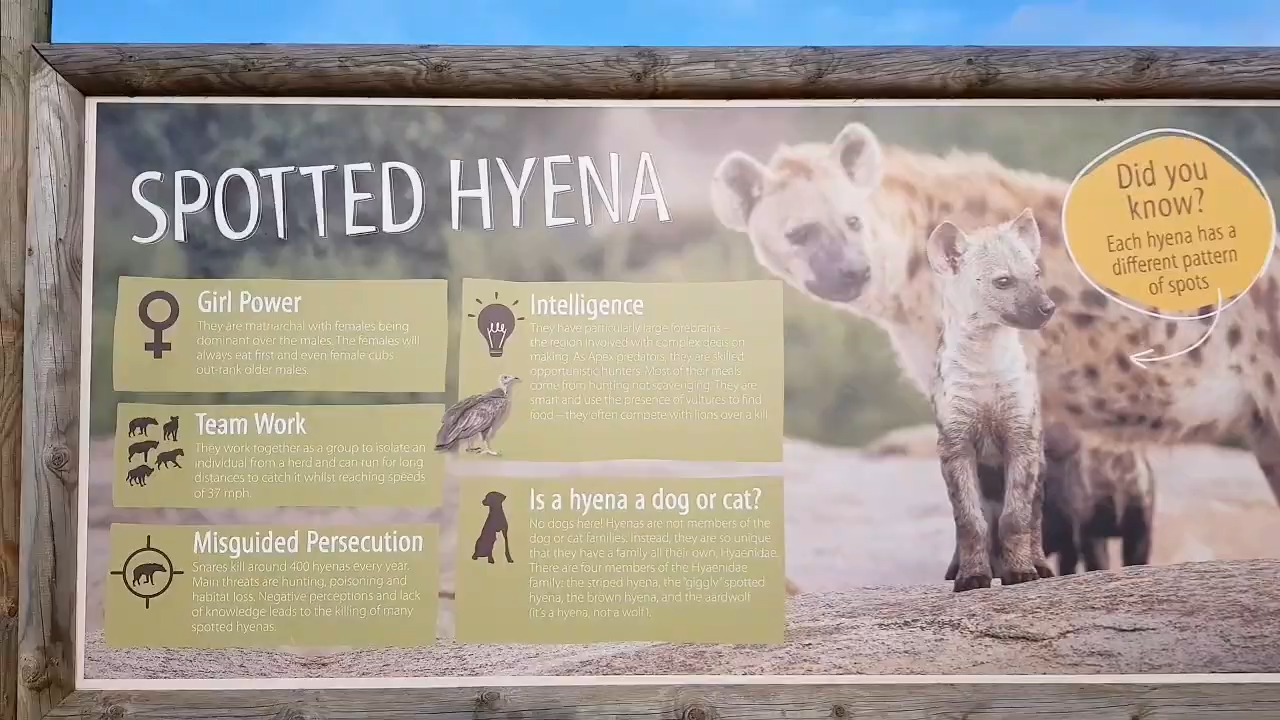 SPOTTED HYENA
Girl Power
They are matriarchal with females being
dominant over the males. The females will
always eat first and even female cubs
out-rank older males.
Team Work
They work together as a group to isolate an
individual from a herd and can run for long
distances to catch it whilst reaching speeds
of 37 mph.
Misguided Persecution
Snares kill around 400 hyenas every year.
Main threats are hunting, poisoning and
habitat loss. Negative perceptions and lack
of knowledge leads to the killing of many
spotted hyenas.
Intelligence
They have particularly large forebrains –
the region involved with complex decision
making. As Apex predators, they are skilled
opportunistic hunters. Most of their meals
come from hunting not scavenging. They are
smart and use the presence of vultures to find
food – they often compete with lions over a kill.
Is a hyena a dog or cat?
No dogs here! Hyenas are not members of the
dog or cat families. Instead, they are so unique
that they have a family all their own, Hyaenidae.
There are four members of the Hyaenidae
family: the striped hyena, the "giggly" spotted
hyena, the brown hyena, and the aardwolf
(it's a hyena, not a wolf!).
Did you
know?
Each hyena has a
different pattern
of spots